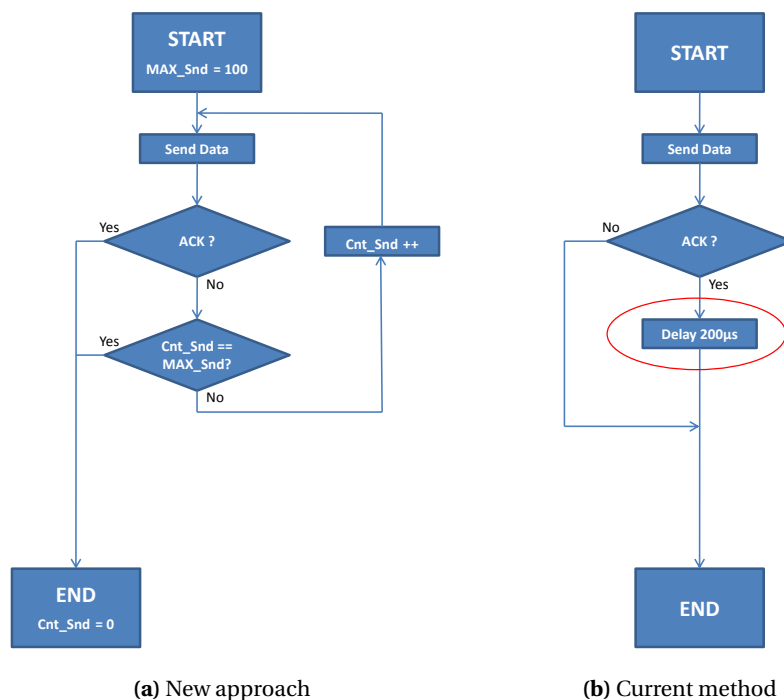 START
MAX_Snd = 100
Send Data
Yes
ACK ?
No
Cnt_Snd ++
Yes
Cnt_Snd ==
MAX_Snd?
No
END
Cnt_Snd = 0
(a) New approach
START
Send Data
No
ACK ?
Yes
Delay 200µs
END
(b) Current method